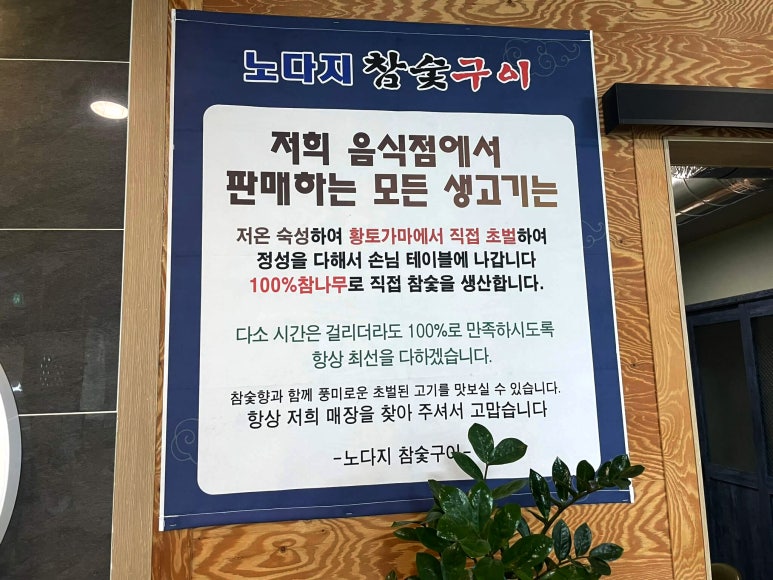 노다지 참숯구이
저희 음식점에서
판매하는 모든 생고기는
저온 숙성하여 황토가마에서 직접 초벌하여
정성을 다해서 손님 테이블에 나갑니다
100%참나무로 직접 참숯을 생산합니다.
다소 시간은 걸리더라도 100%로 만족하시도록
항상 최선을 다하겠습니다.
참숯향과 함께 풍미로운 초벌된 고기를 맛보실 수 있습니다.
항상 저희 매장을 찾아 주셔서 고맙습니다
-노다지 참숯구이-